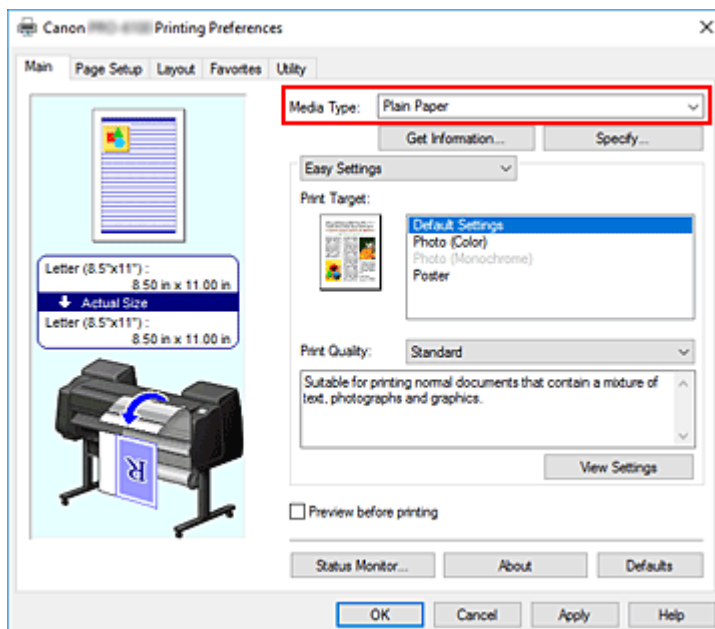 Canon Printing Preferences
Main Page Setup Layout Favorites Utility
Media Type: Plain Paper
Get Information... Specify...
Easy Settings
Print Target:
Default Settings
Photo (Color)
Photo (Monochrome)
Poster
Letter (8.5"x11") :
8.50 in x 11.00 in
Actual Size
Letter (8.5"x11") :
8.50 in x 11.00 in
Print Quality: Standard
Suitable for printing normal documents that contain a mixture of
text, photographs and graphics.
R
View Settings
Preview before printing
Status Monitor... About Defaults
OK Cancel Apply Help